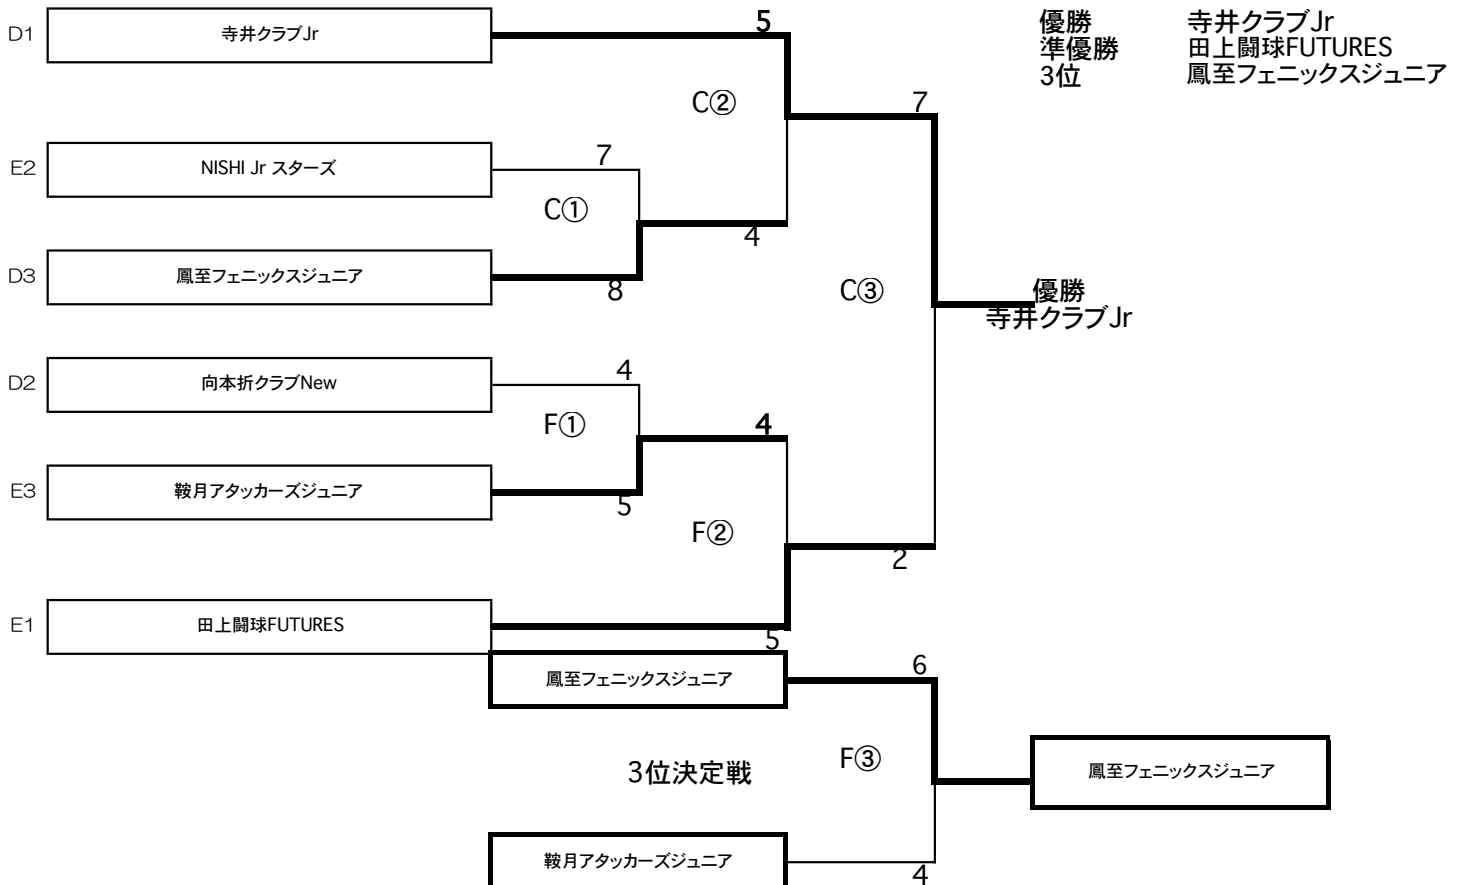 D1
寺井クラブJr
5
優勝 寺井クラブJr
準優勝 田上闘球FUTURES
3位 鳳至フェニックスジュニア
C②
7
E2
NISHI Jr スターズ
7
C①
4
D3
鳳至フェニックスジュニア
8
C③
優勝
寺井クラブJr
D2
向本折クラブNew
4
F①
4
E3
鞍月アタッカーズジュニア
5
F②
2
E1
田上闘球FUTURES
5
鳳至フェニックスジュニア
6
3位決定戦
F③
鳳至フェニックスジュニア
鞍月アタッカーズジュニア
4